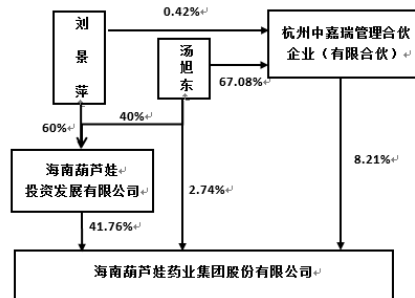 刘景萍
0.42%
汤旭东
杭州中嘉瑞管理合伙
企业（有限合伙）
67.08%
40%
60%
海南葫芦娃
投资发展有限公司
8.21%
2.74%
41.76%
海南葫芦娃药业集团股份有限公司